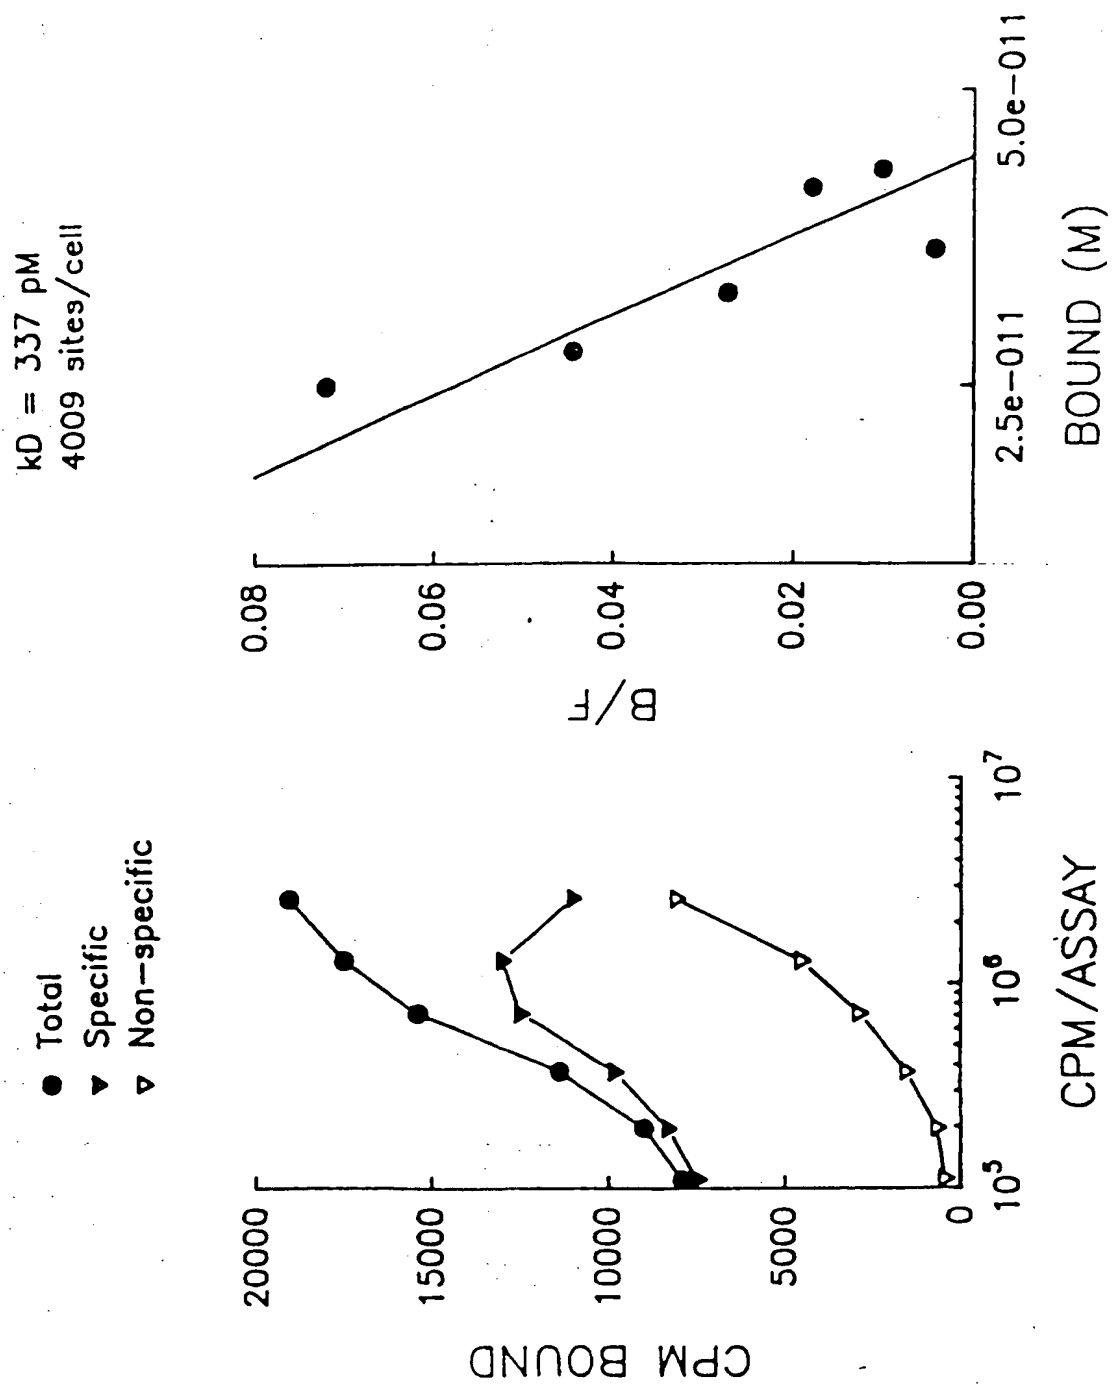 ● Total
▼ Specific
▽ Non-specific
CPM BOUND
20000
15000
10000
5000
0
10⁵
10⁶
10⁷
CPM/ASSAY
kD = 337 pM
4009 sites/cell
B/F
0.08
0.06
0.04
0.02
0.00
2.5e-011
5.0e-011
BOUND (M)